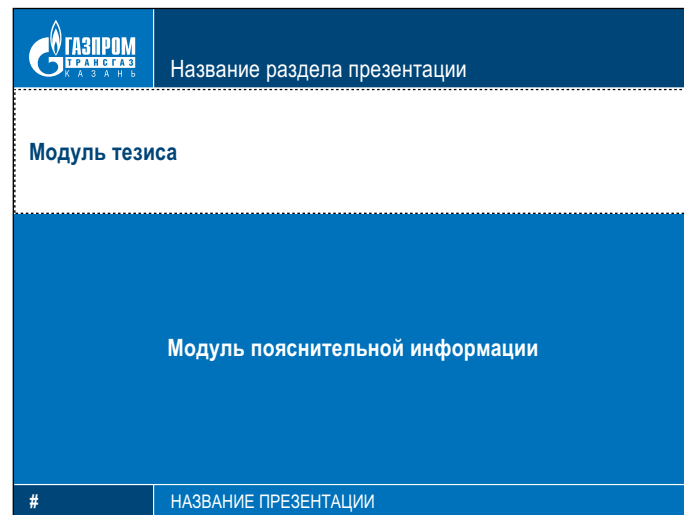 ГАЗПРОМ
ТРАНСГАЗ
КАЗАНЬ
Название раздела презентации
Модуль тезиса
Модуль пояснительной информации
#
НАЗВАНИЕ ПРЕЗЕНТАЦИИ